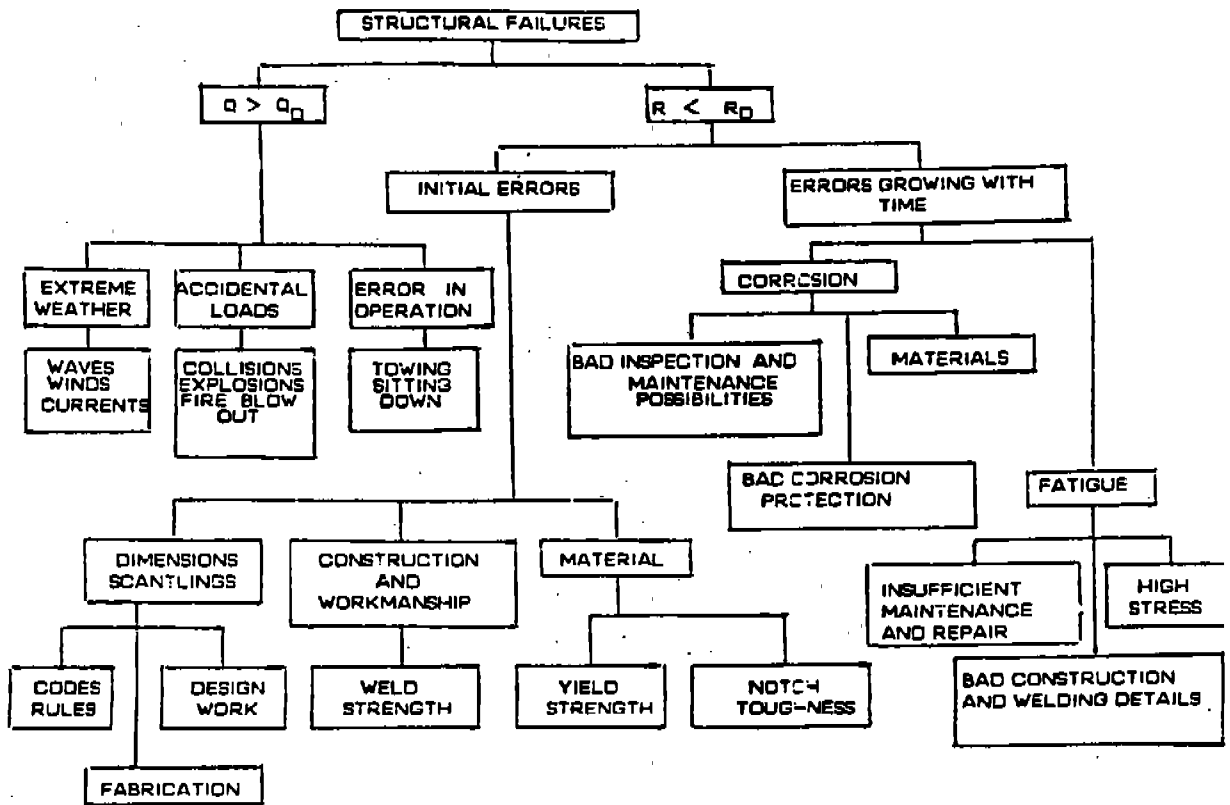 STRUCTURAL FAILURES
Q > Q_D
R < R_D
INITIAL ERRORS
ERRORS GROWING WITH
TIME
EXTREME
WEATHER
ACCIDENTAL
LOADS
ERROR IN
OPERATION
CORROSION
WAVES
WINDS
CURRENTS
COLLISIONS
EXPLOSIONS
FIRE BLOW
OUT
TOWING
SITTING
DOWN
BAD INSPECTION AND
MAINTENANCE
POSSIBILITIES
MATERIALS
BAD CORROSION
PROTECTION
FATIGUE
DIMENSIONS
SCANTLINGS
CONSTRUCTION
AND
WORKMANSHIP
MATERIAL
INSUFFICIENT
MAINTENANCE
AND REPAIR
HIGH
STRESS
CODES
RULES
DESIGN
WORK
WELD
STRENGTH
YIELD
STRENGTH
NOTCH
TOUGHNESS
BAD CONSTRUCTION
AND WELDING DETAILS
FABRICATION